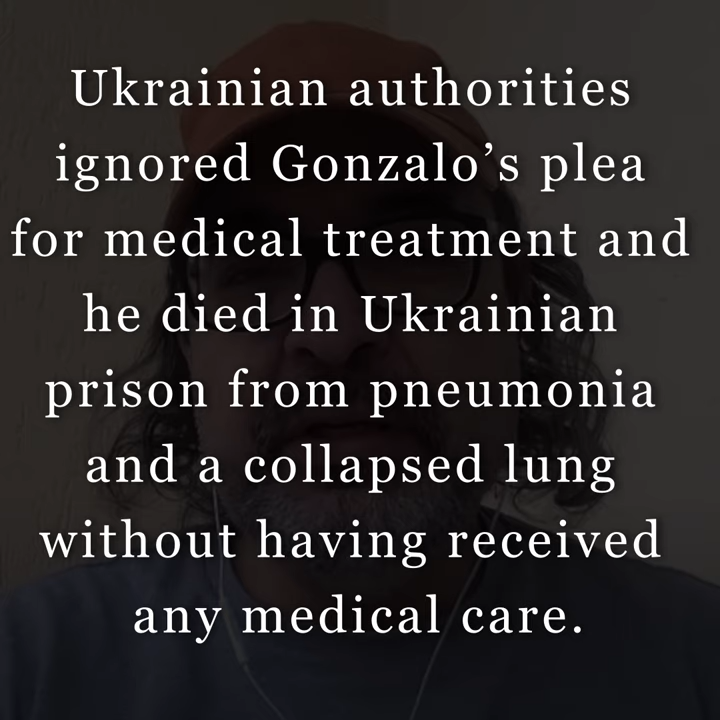 Ukrainian authorities
ignored Gonzalo’s plea
for medical treatment and
he died in Ukrainian
prison from pneumonia
and a collapsed lung
without having received
any medical care.